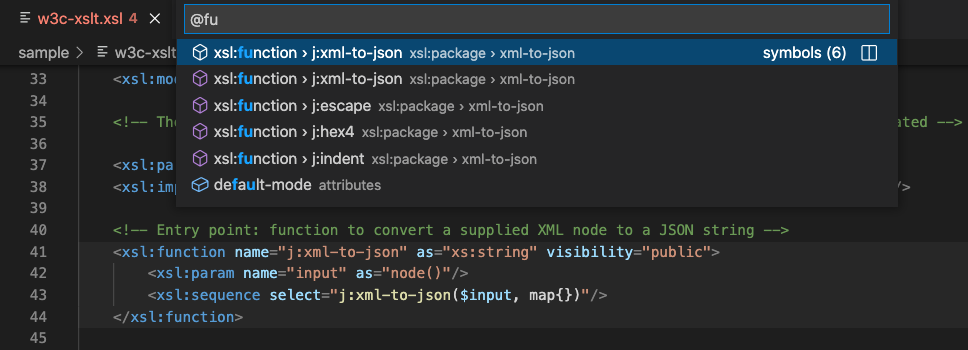 w3c-xslt.xsl 4
@fu
sample > w3c-xslt
xsl:function › j:xml-to-json xsl:package › xml-to-json symbols (6)
xsl:function › j:xml-to-json xsl:package › xml-to-json
xsl:function › j:escape xsl:package › xml-to-json
xsl:function › j:hex4 xsl:package › xml-to-json
xsl:function › j:indent xsl:package › xml-to-json
default-mode attributes
33 <xsl:mo
34
35 <!-- Th ated -->
36
37 <xsl:pa
38 <xsl:im />
39
40 <!-- Entry point: function to convert a supplied XML node to a JSON string -->
41 <xsl:function name="j:xml-to-json" as="xs:string" visibility="public">
42 <xsl:param name="input" as="node()"/>
43 <xsl:sequence select="j:xml-to-json($input, map{})"/>
44 </xsl:function>
45